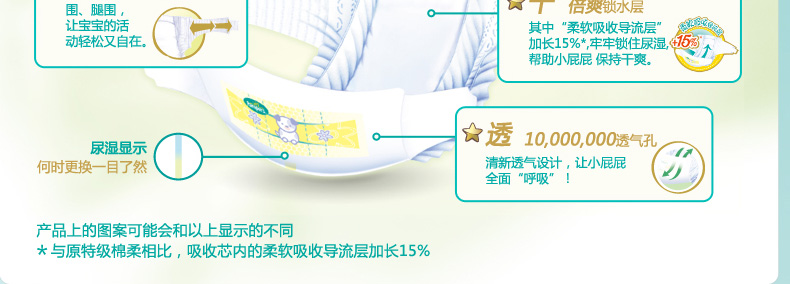 围、腿围，
让宝宝的活
动轻松又自在。
干 倍爽锁水层
其中“柔软吸收导流层”
加长15%*,牢牢锁住尿湿,
帮助小屁屁 保持干爽。
+15%
透 10,000,000透气孔
清新透气设计，让小屁屁
全面“呼吸”！
尿湿显示
何时更换一目了然
产品上的图案可能会和以上显示的不同
*与原特级棉柔相比，吸收芯内的柔软吸收导流层加长15%